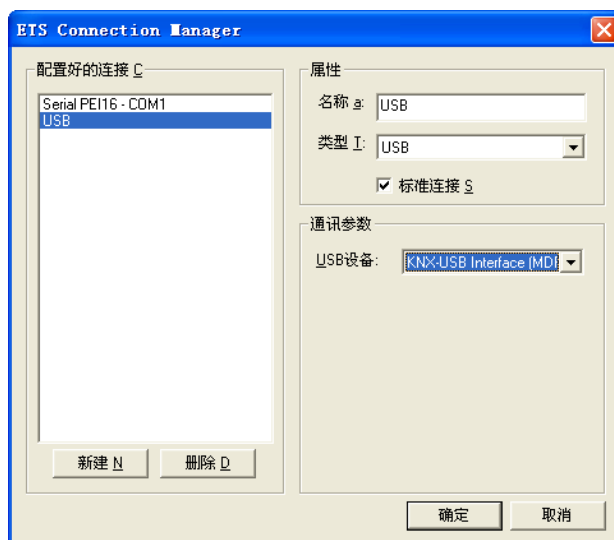 ETS Connection Manager
配置好的连接 C
Serial PEI16 - COM1
USB
新建 N
删除 D
属性
名称 a:
USB
类型 T:
USB
标准连接 S
通讯参数
USB设备:
KNX-USB Interface (MD
确定
取消